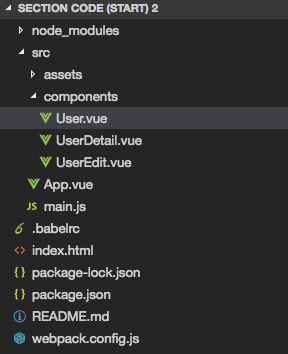 SECTION CODE (START) 2
node_modules
src
assets
components
User.vue
UserDetail.vue
UserEdit.vue
App.vue
JS main.js
.babelrc
index.html
package-lock.json
package.json
README.md
webpack.config.js